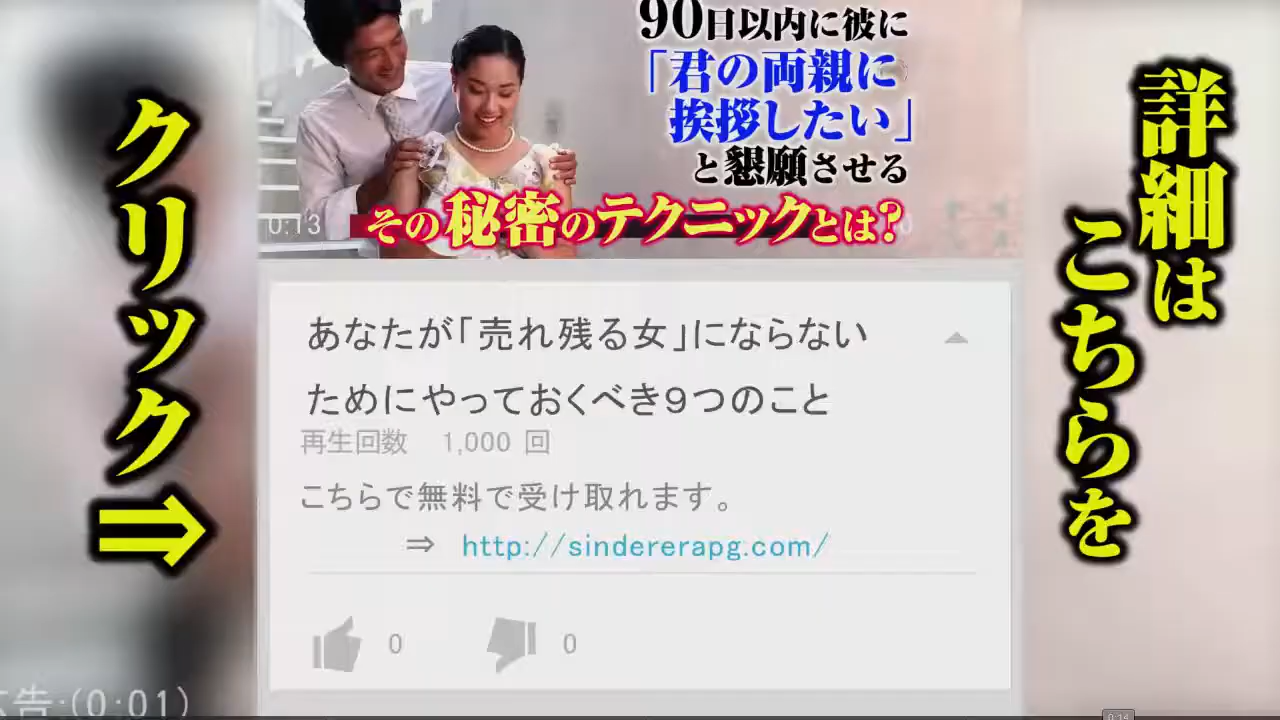 90日以内に彼に
「君の両親に
挨拶したい」
と懇願させる
その秘密のテクニックとは?
0:13
詳細は
こちらを
クリック⇒
あなたが「売れ残る女」にならない
ためにやっておくべき9つのこと
再生回数 1,000 回
こちらで無料で受け取れます。
⇒ http://sindererapg.com/
0
0
広告:(0:01)
0:14